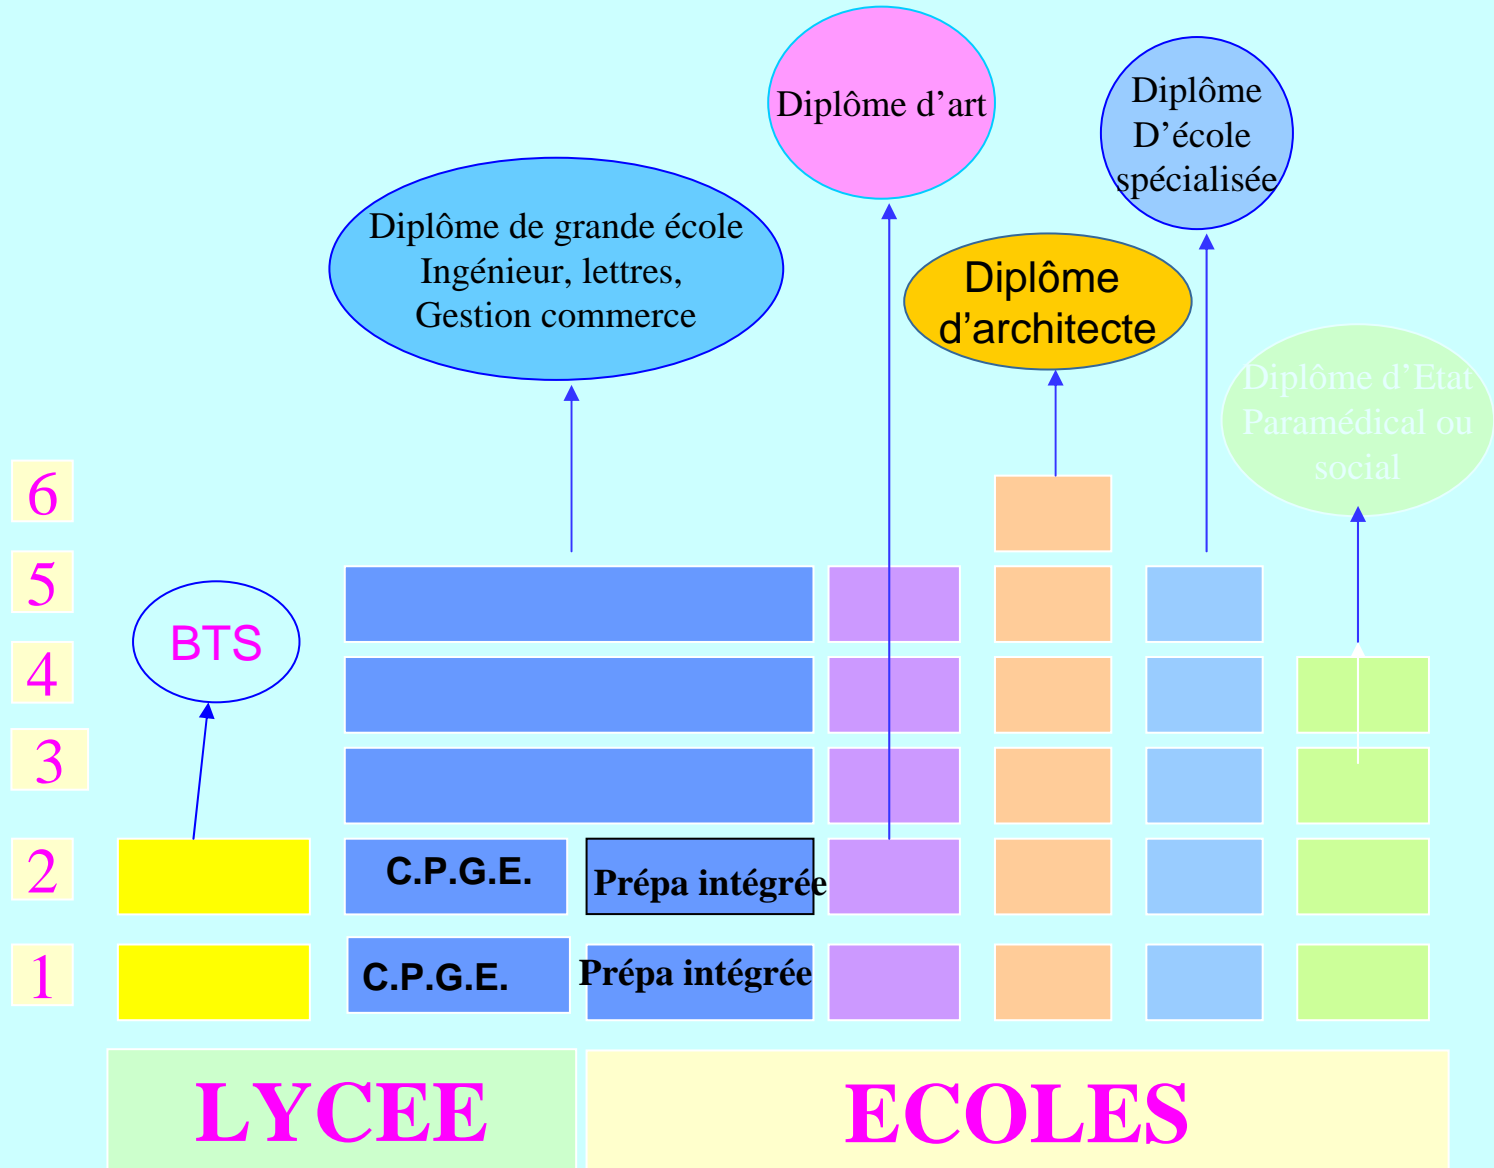 Diplôme d’art
Diplôme
D’école
spécialisée
Diplôme de grande école
Ingénieur, lettres,
Gestion commerce
Diplôme
d’architecte
Diplôme d’Etat
Paramédical ou
social
6
5
BTS
4
3
2
C.P.G.E.
Prépa intégrée
1
C.P.G.E.
Prépa intégrée
LYCEE
ECOLES